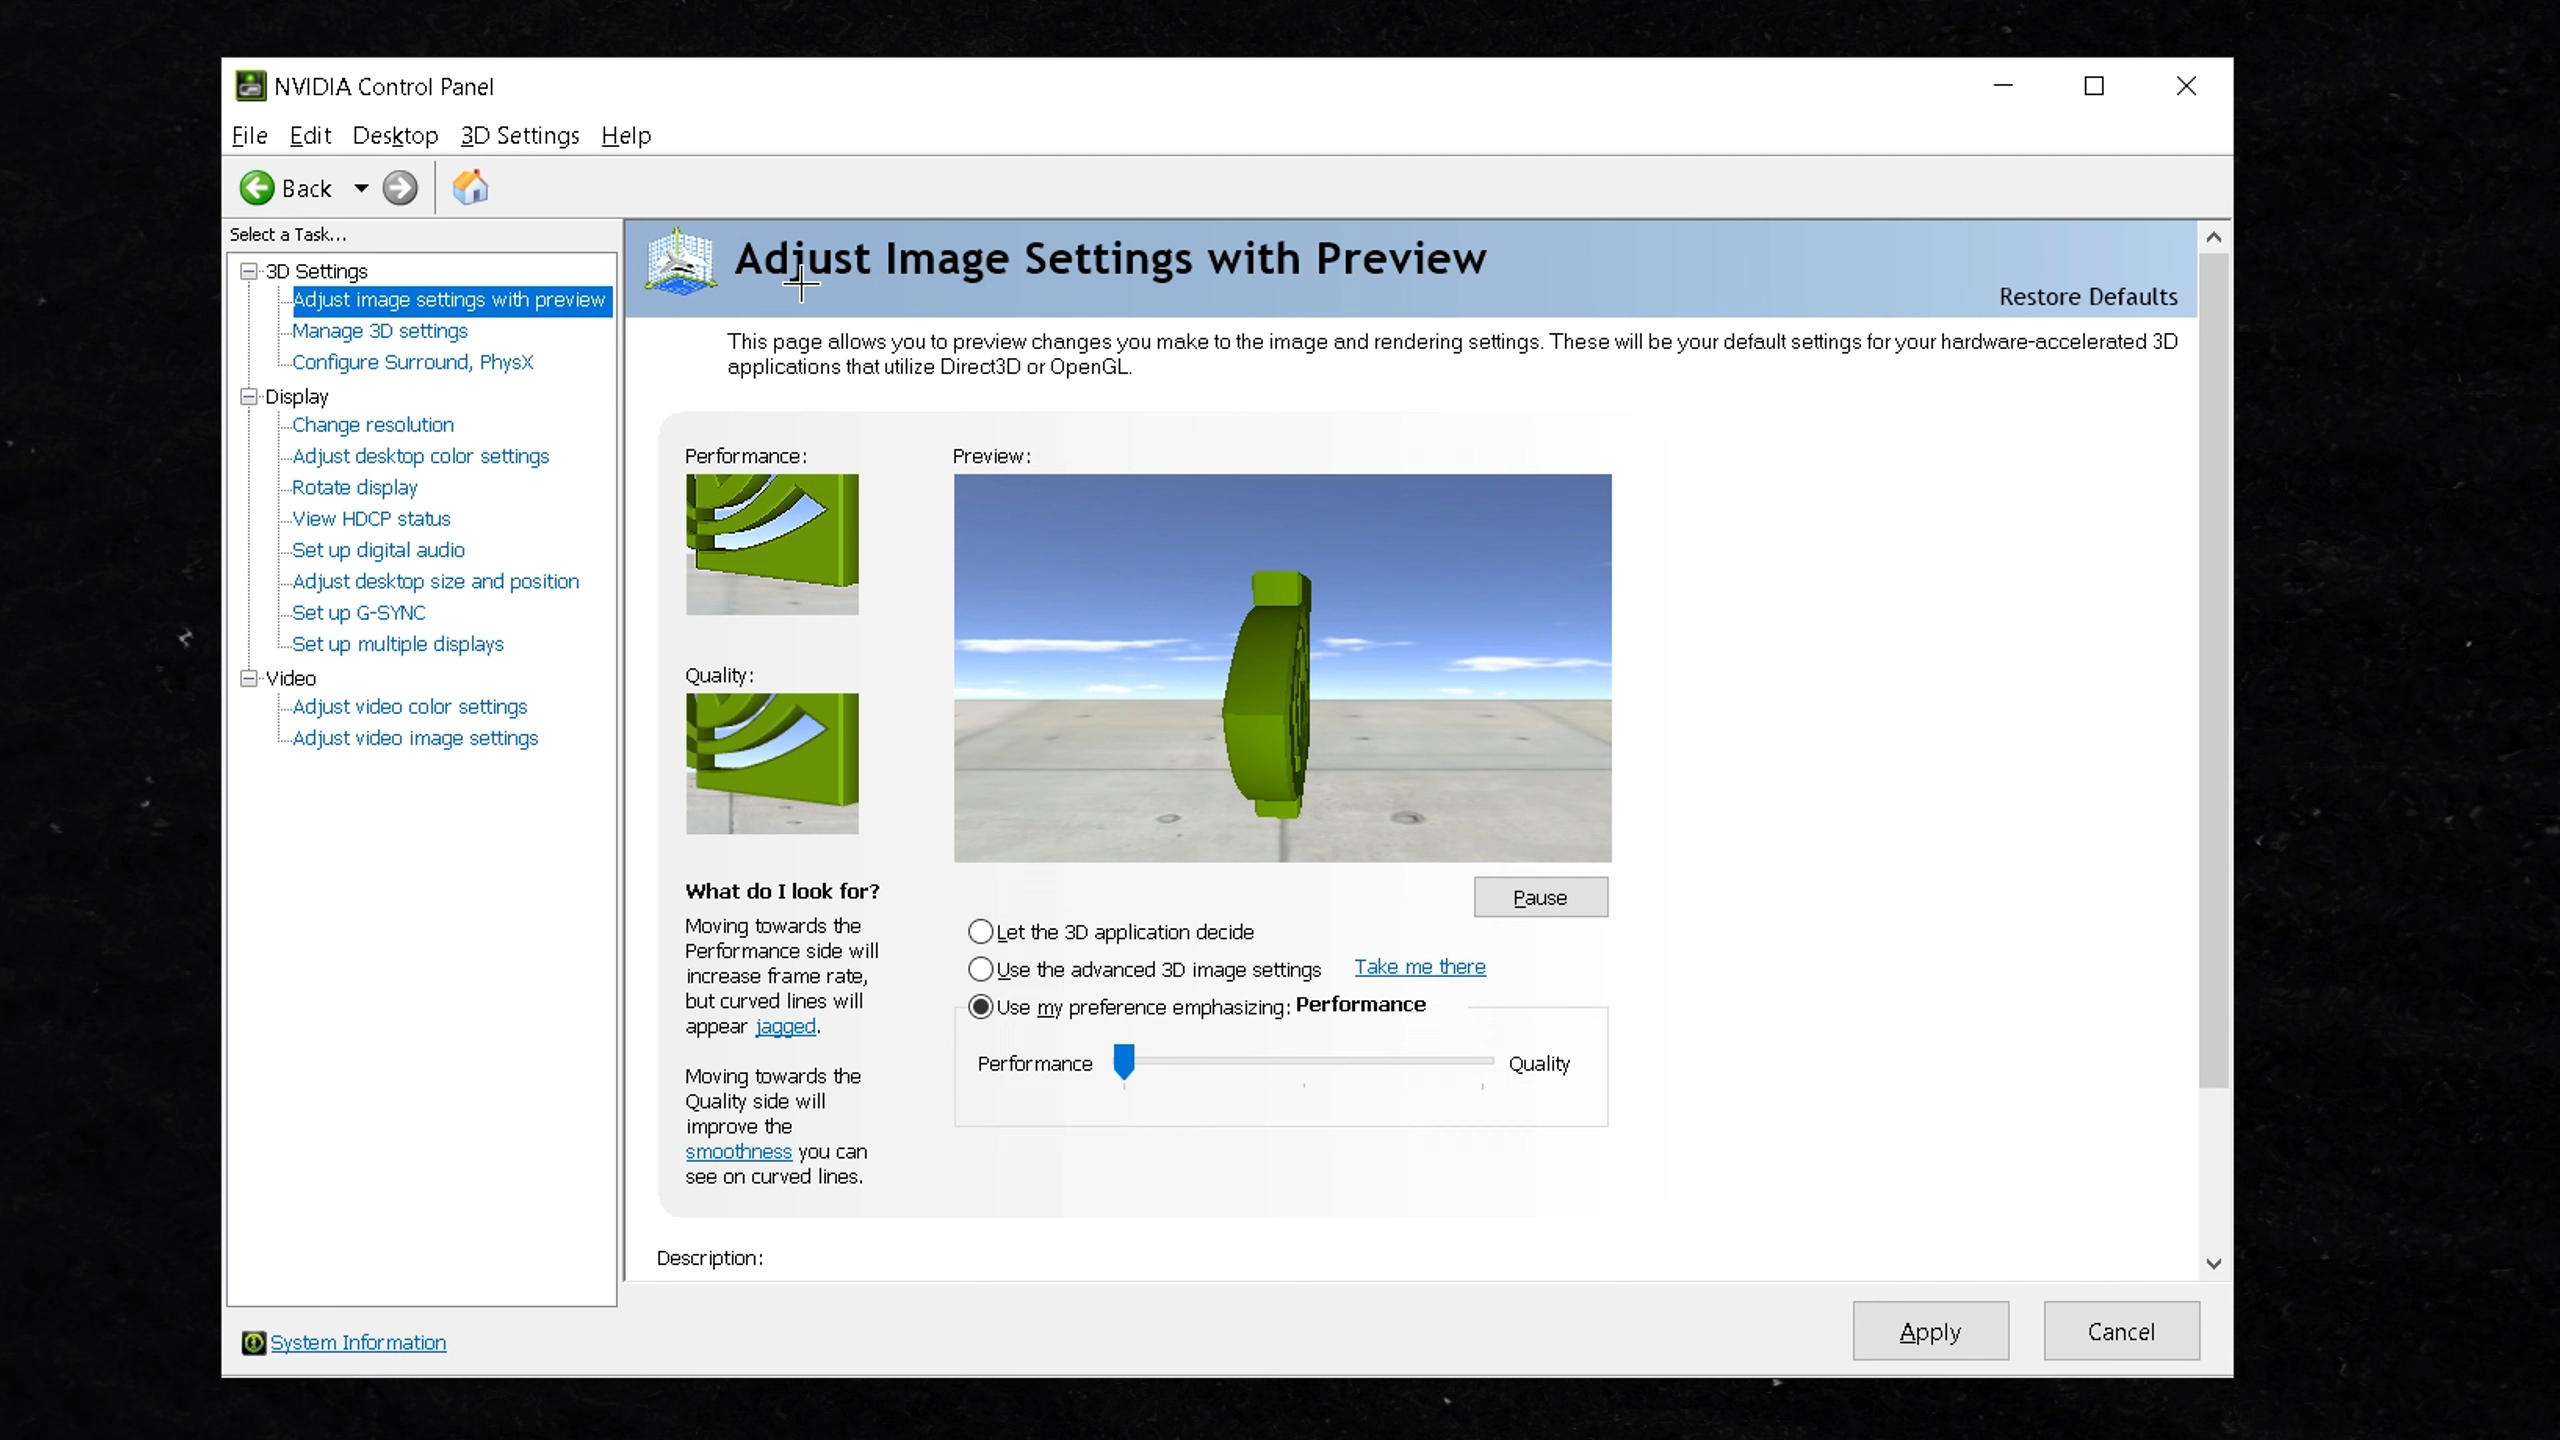 NVIDIA Control Panel
File Edit Desktop 3D Settings Help
Back
Select a Task...
3D Settings
Adjust image settings with preview
Manage 3D settings
Configure Surround, PhysX
Display
Change resolution
Adjust desktop color settings
Rotate display
View HDCP status
Set up digital audio
Adjust desktop size and position
Set up G-SYNC
Set up multiple displays
Video
Adjust video color settings
Adjust video image settings
System Information
Adjust Image Settings with Preview
Restore Defaults
This page allows you to preview changes you make to the image and rendering settings. These will be your default settings for your hardware-accelerated 3D
applications that utilize Direct3D or OpenGL.
Performance:
Quality:
What do I look for?
Moving towards the
Performance side will
increase frame rate,
but curved lines will
appear jagged.
Moving towards the
Quality side will
improve the
smoothness you can
see on curved lines.
Preview:
Pause
Let the 3D application decide
Use the advanced 3D image settings Take me there
Use my preference emphasizing: Performance
Performance Quality
Description:
Apply Cancel